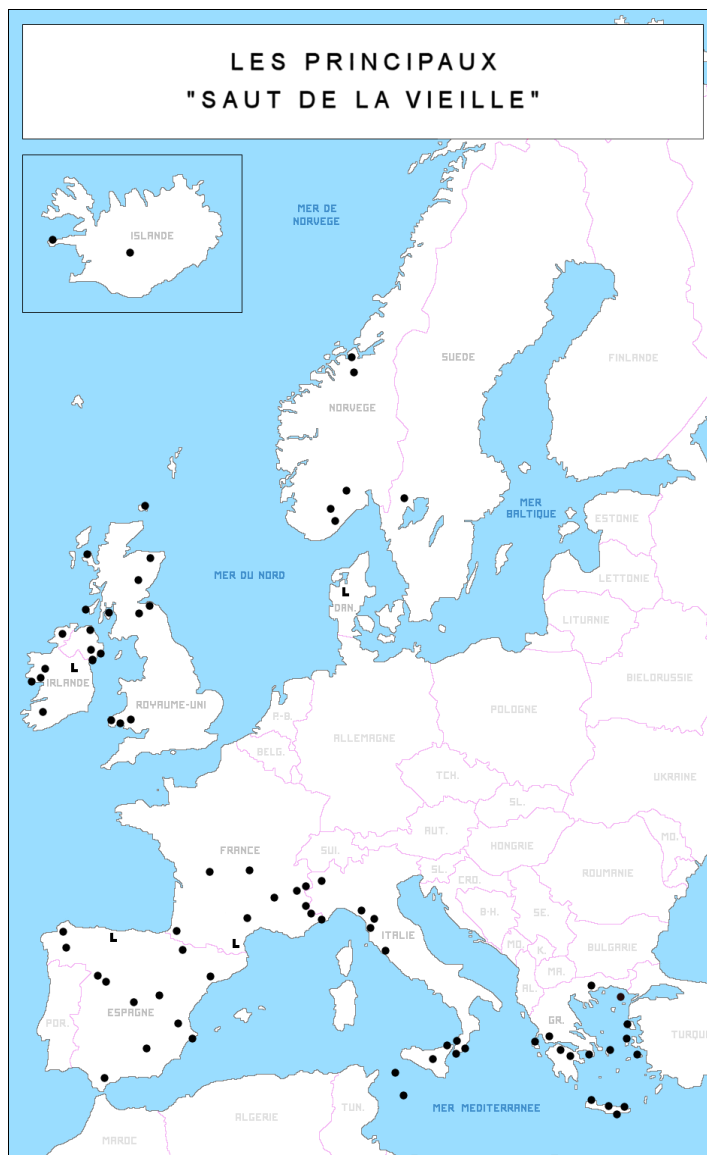 LES PRINCIPAUX
"SAUT DE LA VIEILLE"
MER DE
NORVEGE
ISLANDE
SUEDE
FINLANDE
NORVEGE
MER
BALTIQUE
ESTONIE
MER DU NORD
LETTONIE
L
DAN.
LITUANIE
L
IRLANDE
BIELORUSSIE
ROYAUME-UNI
P.-B.
POLOGNE
ALLEMAGNE
BELG.
TCH.
UKRAINE
SL.
AUT.
MO.
FRANCE
SUI.
HONGRIE
SL.
CRO.
ROUMANIE
B-H.
SE.
L
L
ITALIE
MO.
K.
BULGARIE
MA.
AL.
ESPAGNE
POR.
GR.
TURQUI
MER MEDITERRANEE
TUN.
ALGERIE
MAROC